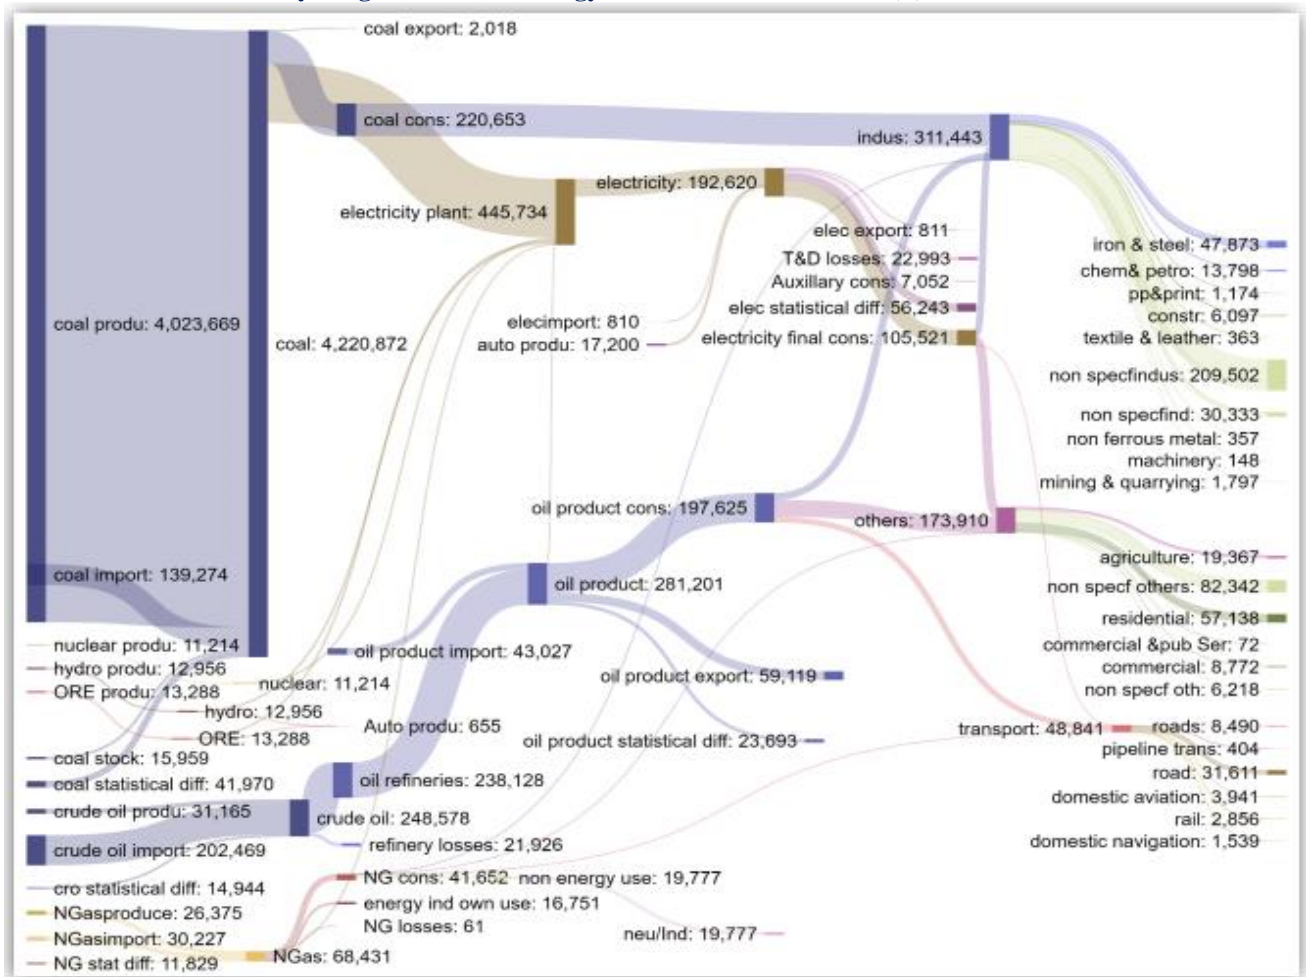 coal export: 2,018
coal cons: 220,653
indus: 311,443
electricity: 192,620
electricity plant: 445,734
elec export: 811
T&D losses: 22,993
Auxillary cons: 7,052
elec statistical diff: 56,243
electricity final cons: 105,521
elecimport: 810
auto produ: 17,200
coal produ: 4,023,669
coal: 4,220,872
iron & steel: 47,873
chem& petro: 13,798
pp&print: 1,174
constr: 6,097
textile & leather: 363
non specfindus: 209,502
non specfind: 30,333
non ferrous metal: 357
machinery: 148
mining & quarrying: 1,797
oil product cons: 197,625
others: 173,910
coal import: 139,274
oil product: 281,201
agriculture: 19,367
non specf others: 82,342
residential: 57,138
commercial &pub Ser: 72
commercial: 8,772
non specf oth: 6,218
nuclear produ: 11,214
hydro produ: 12,956
ORE produ: 13,288
nuclear: 11,214
hydro: 12,956
ORE: 13,288
oil product import: 43,027
oil product export: 59,119
Auto produ: 655
oil product statistical diff: 23,693
transport: 48,841
roads: 8,490
pipeline trans: 404
road: 31,611
domestic aviation: 3,941
rail: 2,856
domestic navigation: 1,539
coal stock: 15,959
coal statistical diff: 41,970
crude oil produ: 31,165
oil refineries: 238,128
crude oil: 248,578
crude oil import: 202,469
refinery losses: 21,926
cro statistical diff: 14,944
NG cons: 41,652
non energy use: 19,777
NGasproduce: 26,375
energy ind own use: 16,751
NG losses: 61
neu/Ind: 19,777
NGasimport: 30,227
NGas: 68,431
NG stat diff: 11,829